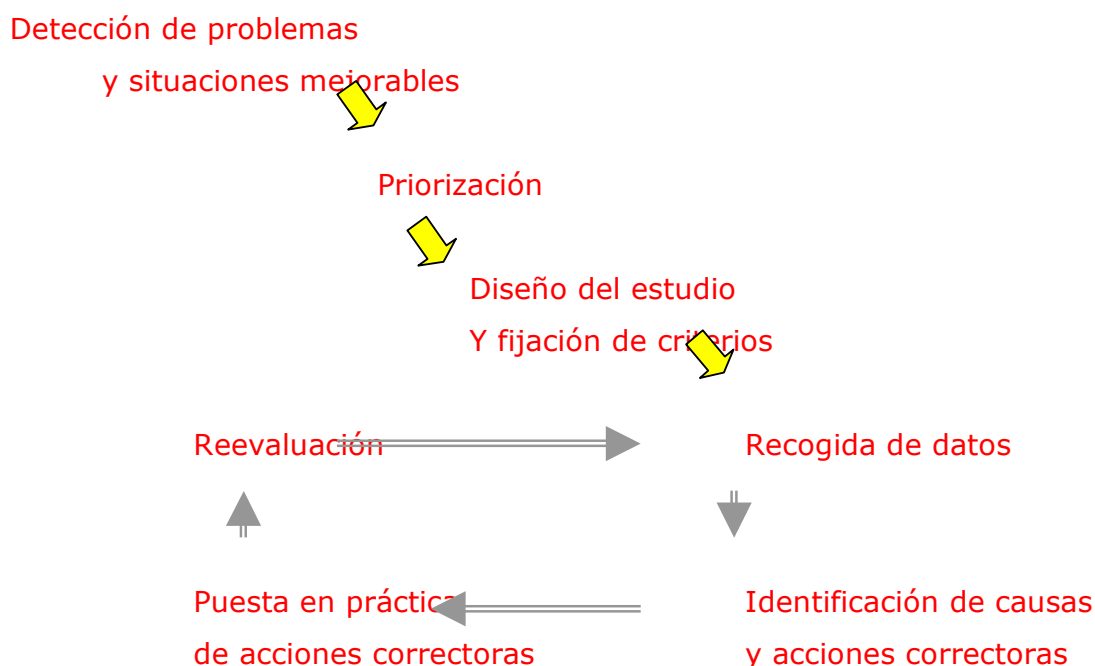 Detección de problemas
y situaciones mejorables
Priorización
Diseño del estudio
Y fijación de criterios
Reevaluación
Recogida de datos
Puesta en práctica
de acciones correctoras
Identificación de causas
y acciones correctoras